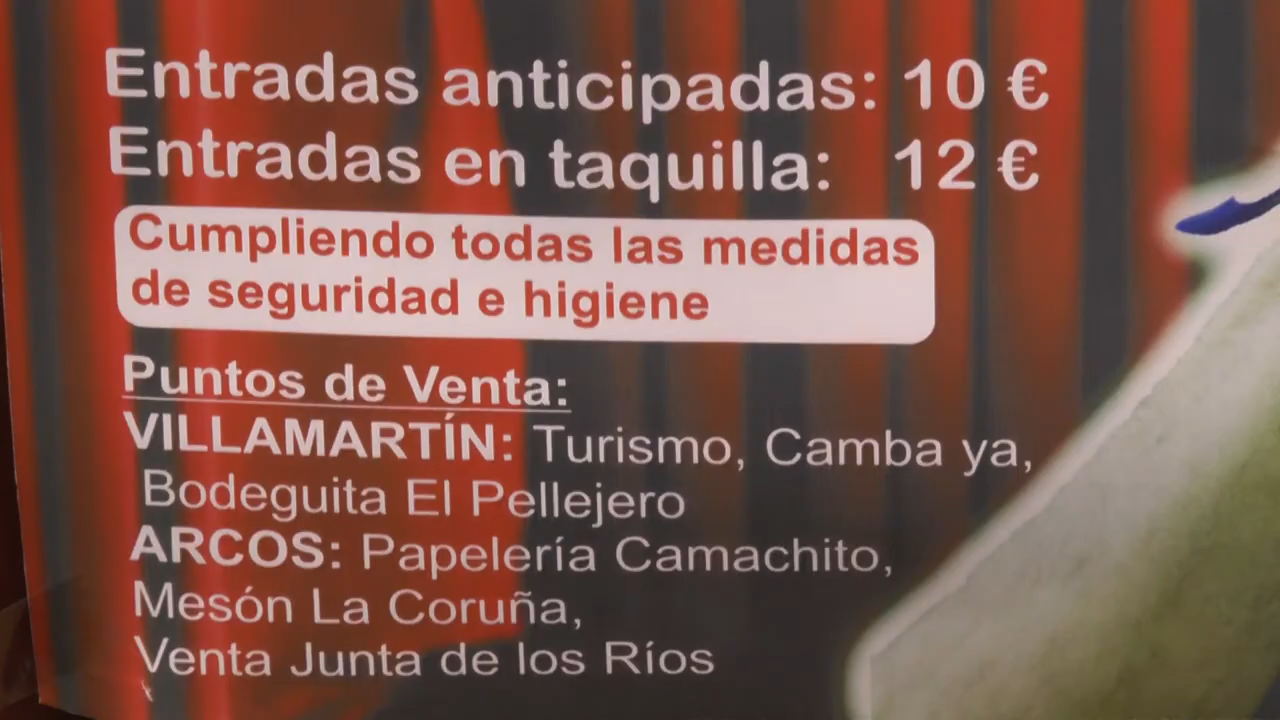 Entradas anticipadas: 10 €
Entradas en taquilla: 12 €
Cumpliendo todas las medidas
de seguridad e higiene
Puntos de Venta:
VILLAMARTÍN: Turismo, Camba ya,
Bodeguita El Pellejero
ARCOS: Papelería Camachito,
Mesón La Coruña,
Venta Junta de los Ríos